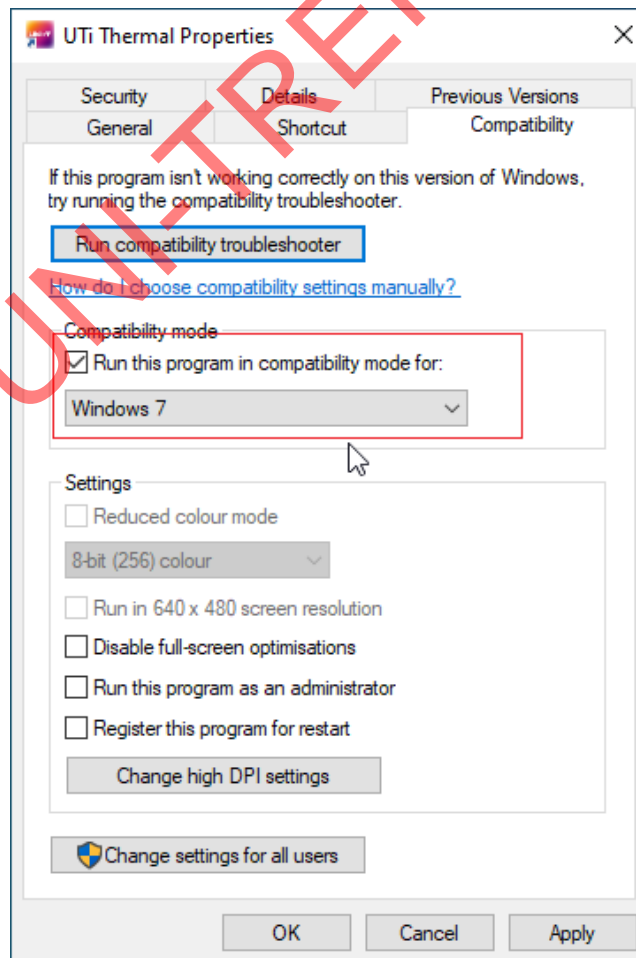 UTi Thermal Properties
Security Details Previous Versions
General Shortcut Compatibility
If this program isn't working correctly on this version of Windows,
try running the compatibility troubleshooter.
Run compatibility troubleshooter
How do I choose compatibility settings manually?
Compatibility mode
Run this program in compatibility mode for:
Windows 7
Settings
Reduced colour mode
8-bit (256) colour
Run in 640 x 480 screen resolution
Disable full-screen optimisations
Run this program as an administrator
Register this program for restart
Change high DPI settings
Change settings for all users
OK Cancel Apply
UNI-TRE